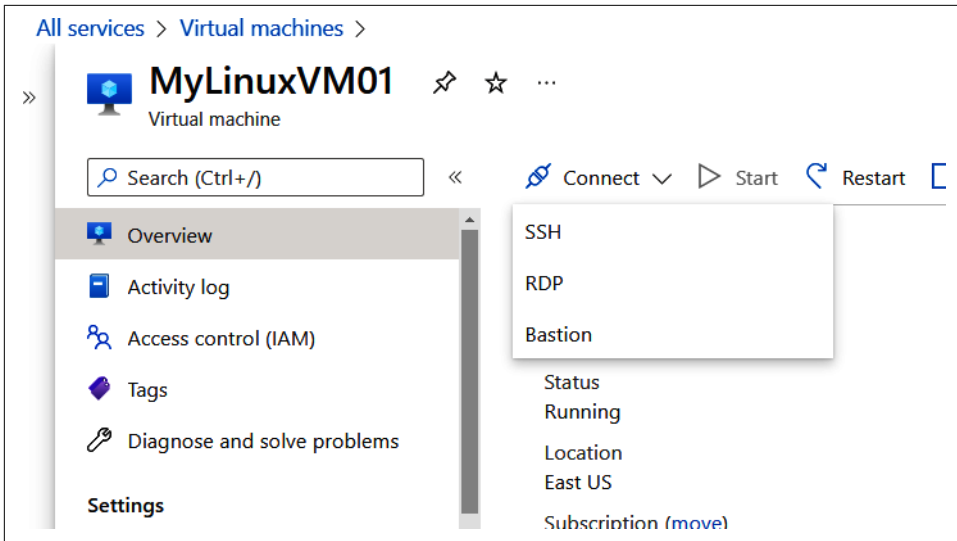 All services > Virtual machines >
»
MyLinuxVM01 ...
Virtual machine
Search (Ctrl+/) «
Connect Start Restart
Overview
Activity log
Access control (IAM)
Tags
Diagnose and solve problems
Settings
SSH
RDP
Bastion
Status
Running
Location
East US
Subscription (move)